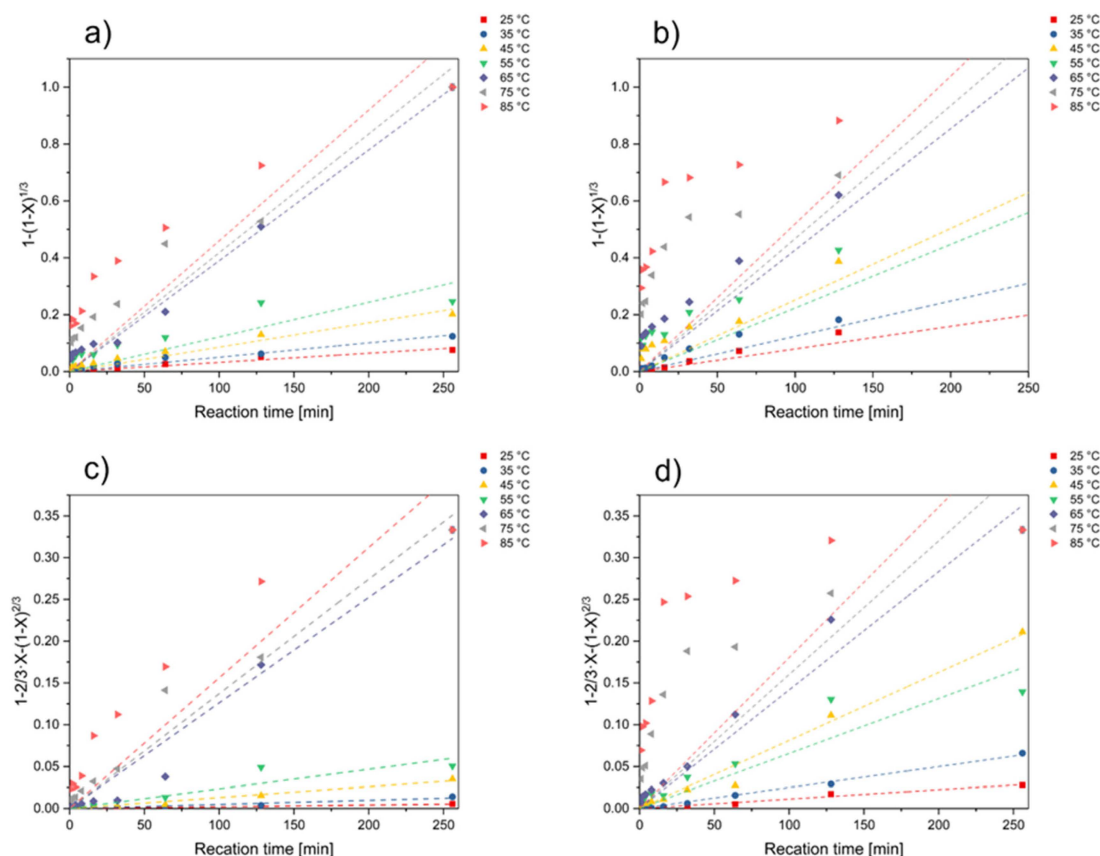 a)
1-(1-X)^1/3
1.0
0.8
0.6
0.4
0.2
0.0
0
50
100
150
200
250
Reaction time [min]
25 °C
35 °C
45 °C
55 °C
65 °C
75 °C
85 °C
b)
1-(1-X)^1/3
1.0
0.8
0.6
0.4
0.2
0.0
0
50
100
150
200
250
Reaction time [min]
25 °C
35 °C
45 °C
55 °C
65 °C
75 °C
85 °C
c)
1-2/3·X-(1-X)^2/3
0.35
0.30
0.25
0.20
0.15
0.10
0.05
0.00
0
50
100
150
200
250
Recation time [min]
25 °C
35 °C
45 °C
55 °C
65 °C
75 °C
85 °C
d)
1-2/3·X-(1-X)^2/3
0.35
0.30
0.25
0.20
0.15
0.10
0.05
0.00
0
50
100
150
200
250
Recation time [min]
25 °C
35 °C
45 °C
55 °C
65 °C
75 °C
85 °C